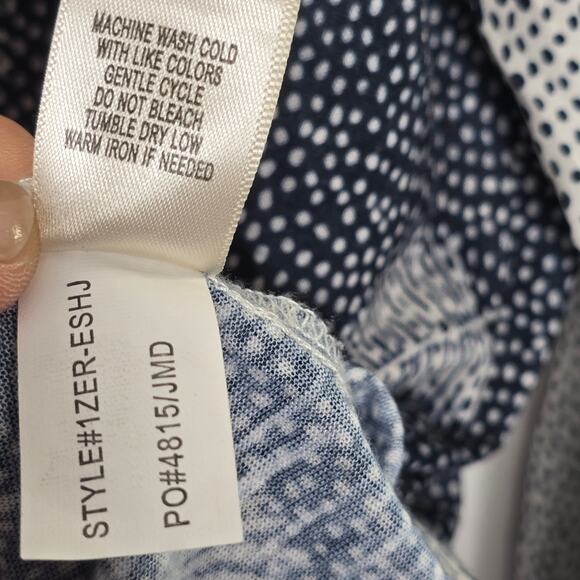 MACHINE WASH COLD
WITH LIKE COLORS
GENTLE CYCLE
DO NOT BLEACH
TUMBLE DRY LOW
WARM IRON IF NEEDED
STYLE#1ZER-ESHJ
PO#4815/JMD